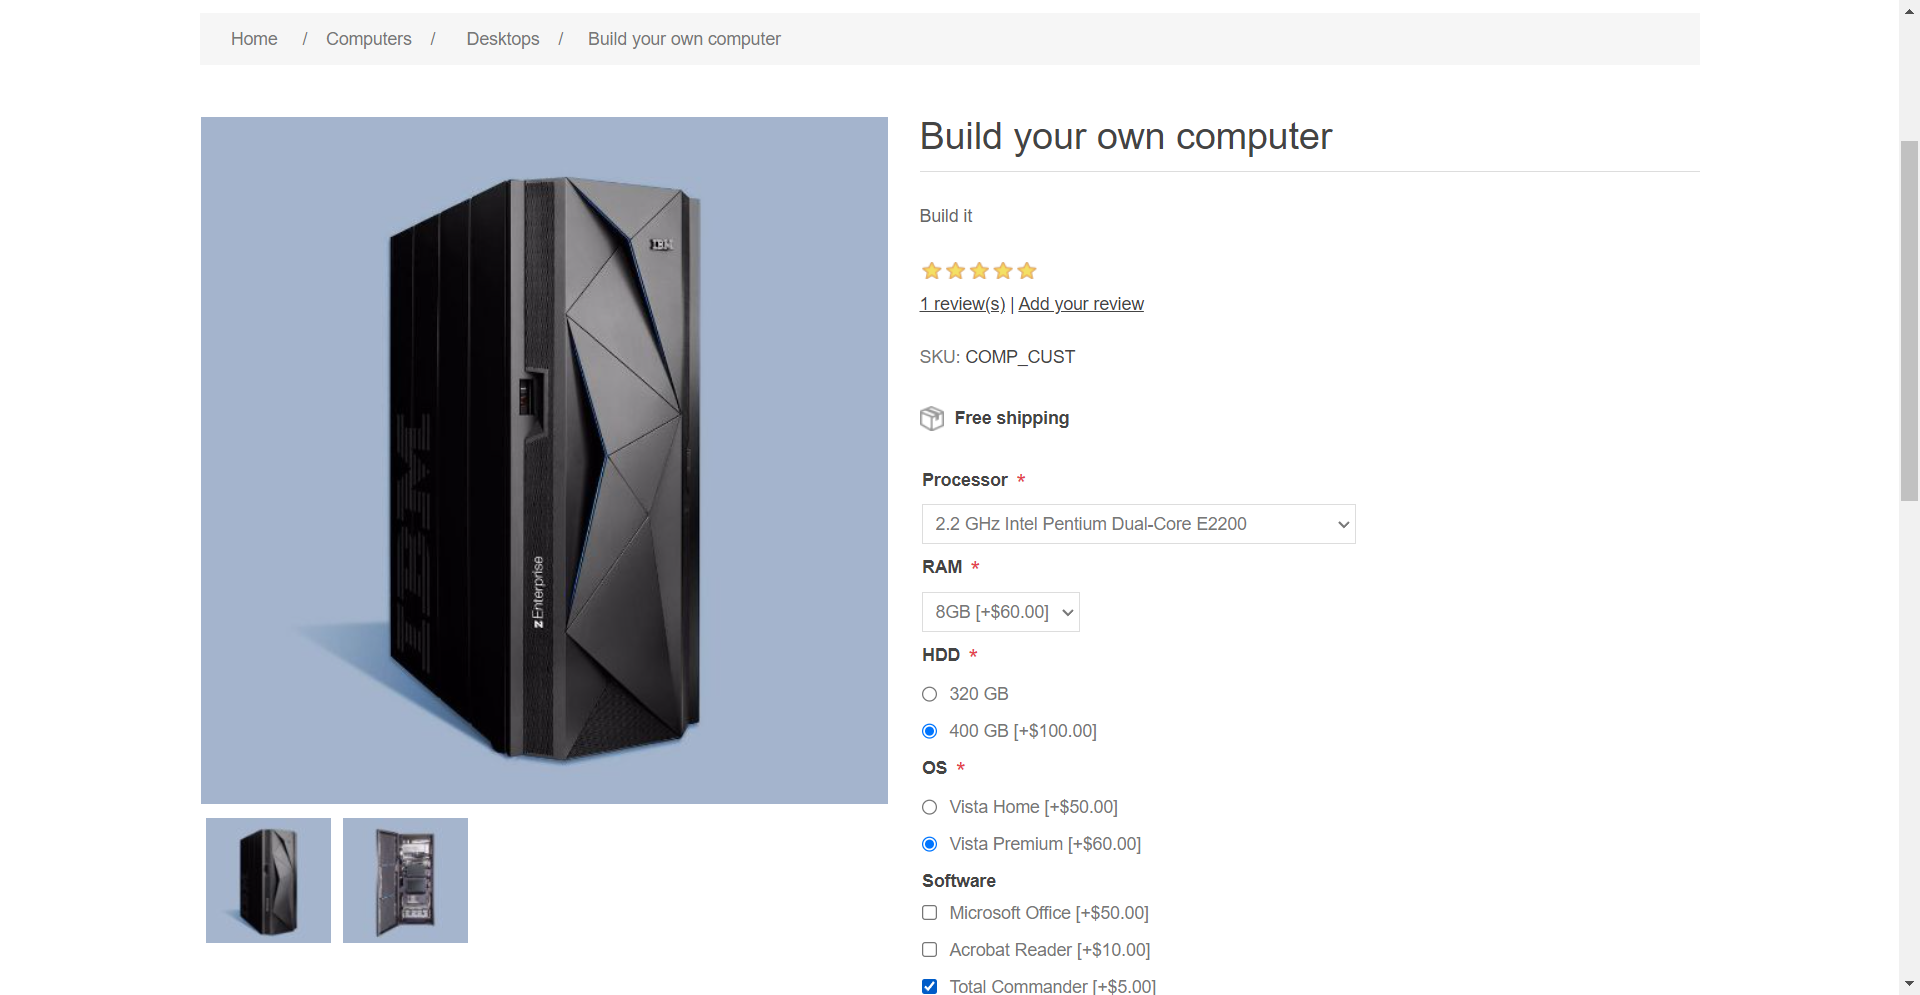 Home / Computers / Desktops / Build your own computer
IBM
IBM
zEnterprise
Build your own computer
Build it
1 review(s) | Add your review
SKU: COMP_CUST
Free shipping
Processor *
2.2 GHz Intel Pentium Dual-Core E2200
RAM *
8GB [+$60.00]
HDD *
320 GB
400 GB [+$100.00]
OS *
Vista Home [+$50.00]
Vista Premium [+$60.00]
Software
Microsoft Office [+$50.00]
Acrobat Reader [+$10.00]
Total Commander [+$5.00]